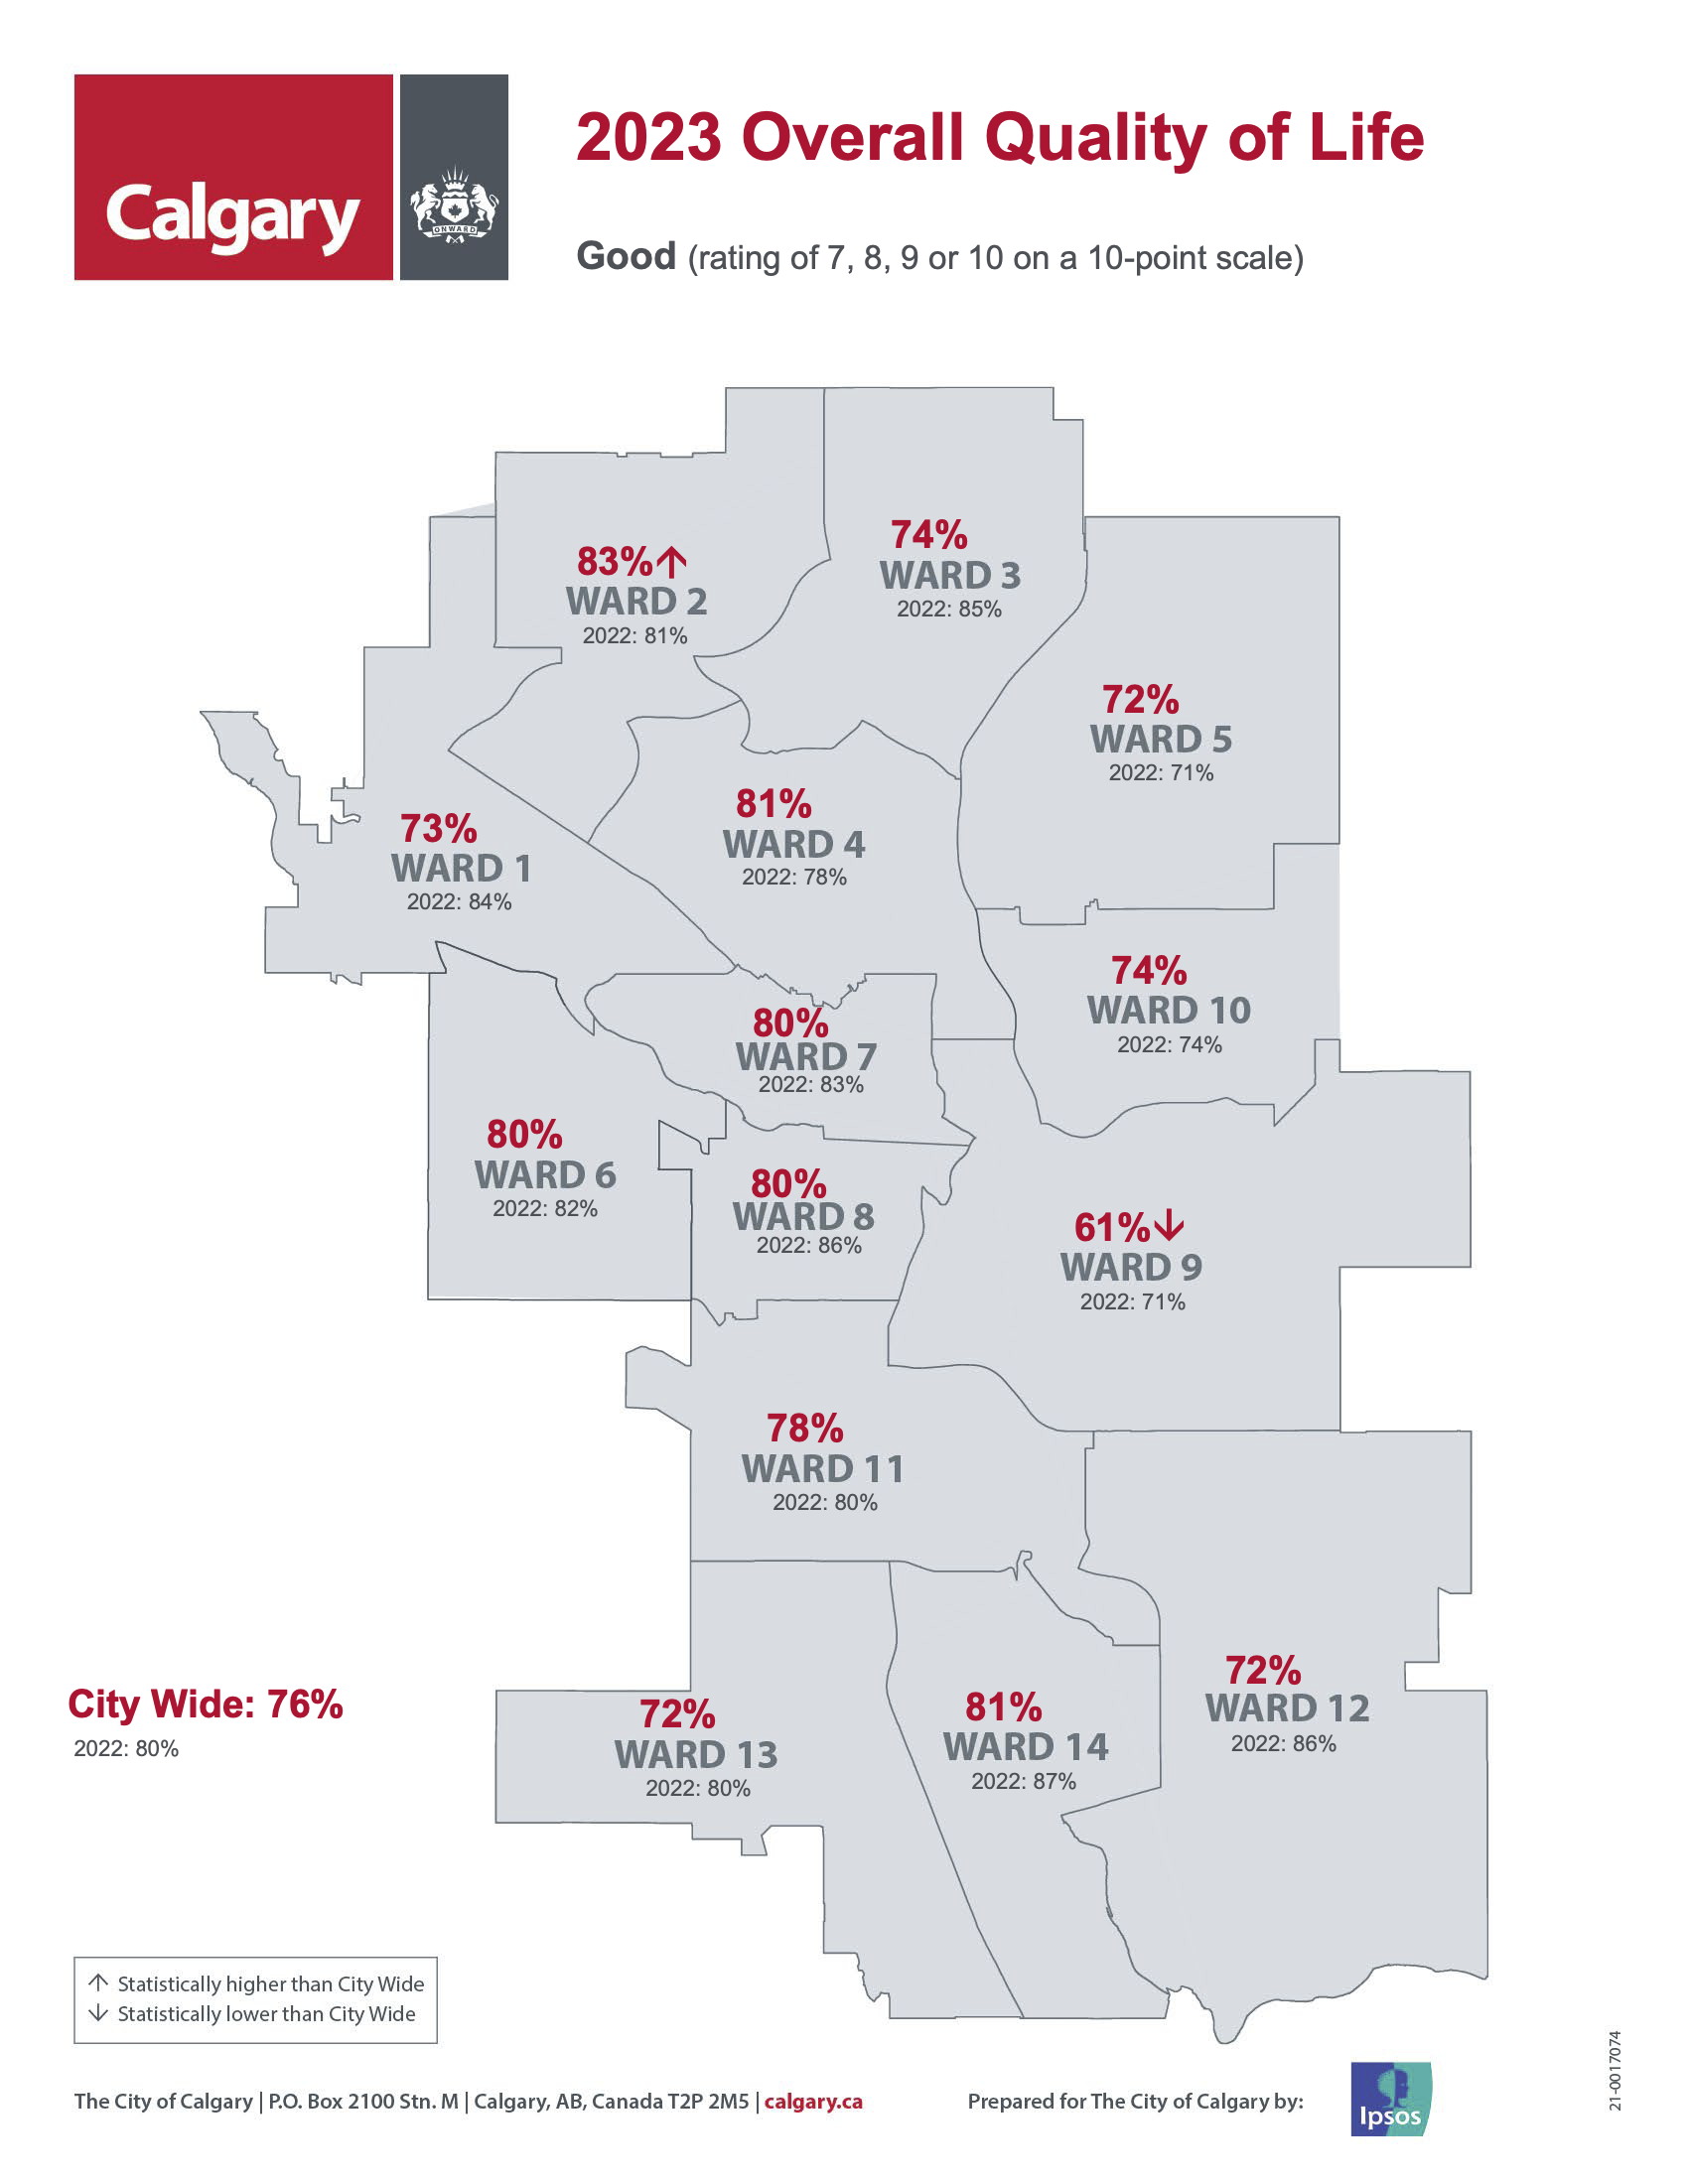 Calgary
ONWARD
2023 Overall Quality of Life
Good (rating of 7, 8, 9 or 10 on a 10-point scale)
83%↑
WARD 2
2022: 81%
74%
WARD 3
2022: 85%
72%
WARD 5
2022: 71%
73%
WARD 1
2022: 84%
81%
WARD 4
2022: 78%
74%
WARD 10
2022: 74%
80%
WARD 7
2022: 83%
80%
WARD 6
2022: 82%
80%
WARD 8
2022: 86%
61%↓
WARD 9
2022: 71%
78%
WARD 11
2022: 80%
72%
WARD 13
2022: 80%
81%
WARD 14
2022: 87%
72%
WARD 12
2022: 86%
City Wide: 76%
2022: 80%
↑ Statistically higher than City Wide
↓ Statistically lower than City Wide
The City of Calgary | P.O. Box 2100 Stn. M | Calgary, AB, Canada T2P 2M5 | calgary.ca
Prepared for The City of Calgary by:
Ipsos
21-0017074